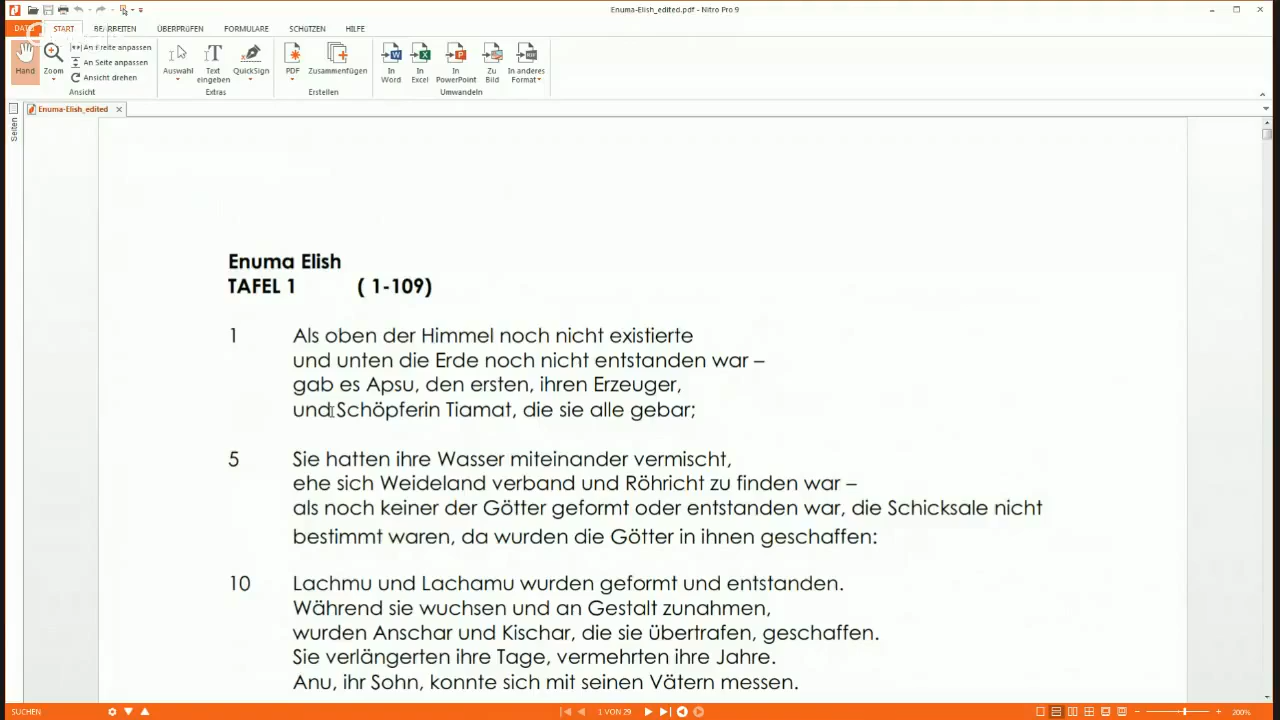 Enuma-Elish_edited.pdf - Nitro Pro 9
START BEARBEITEN ÜBERPRÜFEN FORMULARE SCHÜTZEN HILFE
An Breite anpassen
An Seite anpassen
Ansicht drehen
Hand Zoom Auswahl Text eingeben QuickSign PDF Zusammenfügen In Word In Excel In PowerPoint Zu Bild In anderes Format
Ansicht Extras Erstellen Umwandeln
Enuma-Elish_edited
Seiten
Enuma Elish
TAFEL 1 ( 1-109)
1 Als oben der Himmel noch nicht existierte
und unten die Erde noch nicht entstanden war –
gab es Apsu, den ersten, ihren Erzeuger,
und Schöpferin Tiamat, die sie alle gebar;
5 Sie hatten ihre Wasser miteinander vermischt,
ehe sich Weideland verband und Röhricht zu finden war –
als noch keiner der Götter geformt oder entstanden war, die Schicksale nicht
bestimmt waren, da wurden die Götter in ihnen geschaffen:
10 Lachmu und Lachamu wurden geformt und entstanden.
Während sie wuchsen und an Gestalt zunahmen,
wurden Anschar und Kischar, die sie übertrafen, geschaffen.
Sie verlängerten ihre Tage, vermehrten ihre Jahre.
Anu, ihr Sohn, konnte sich mit seinen Vätern messen.
SUCHEN 1 VON 29 200%